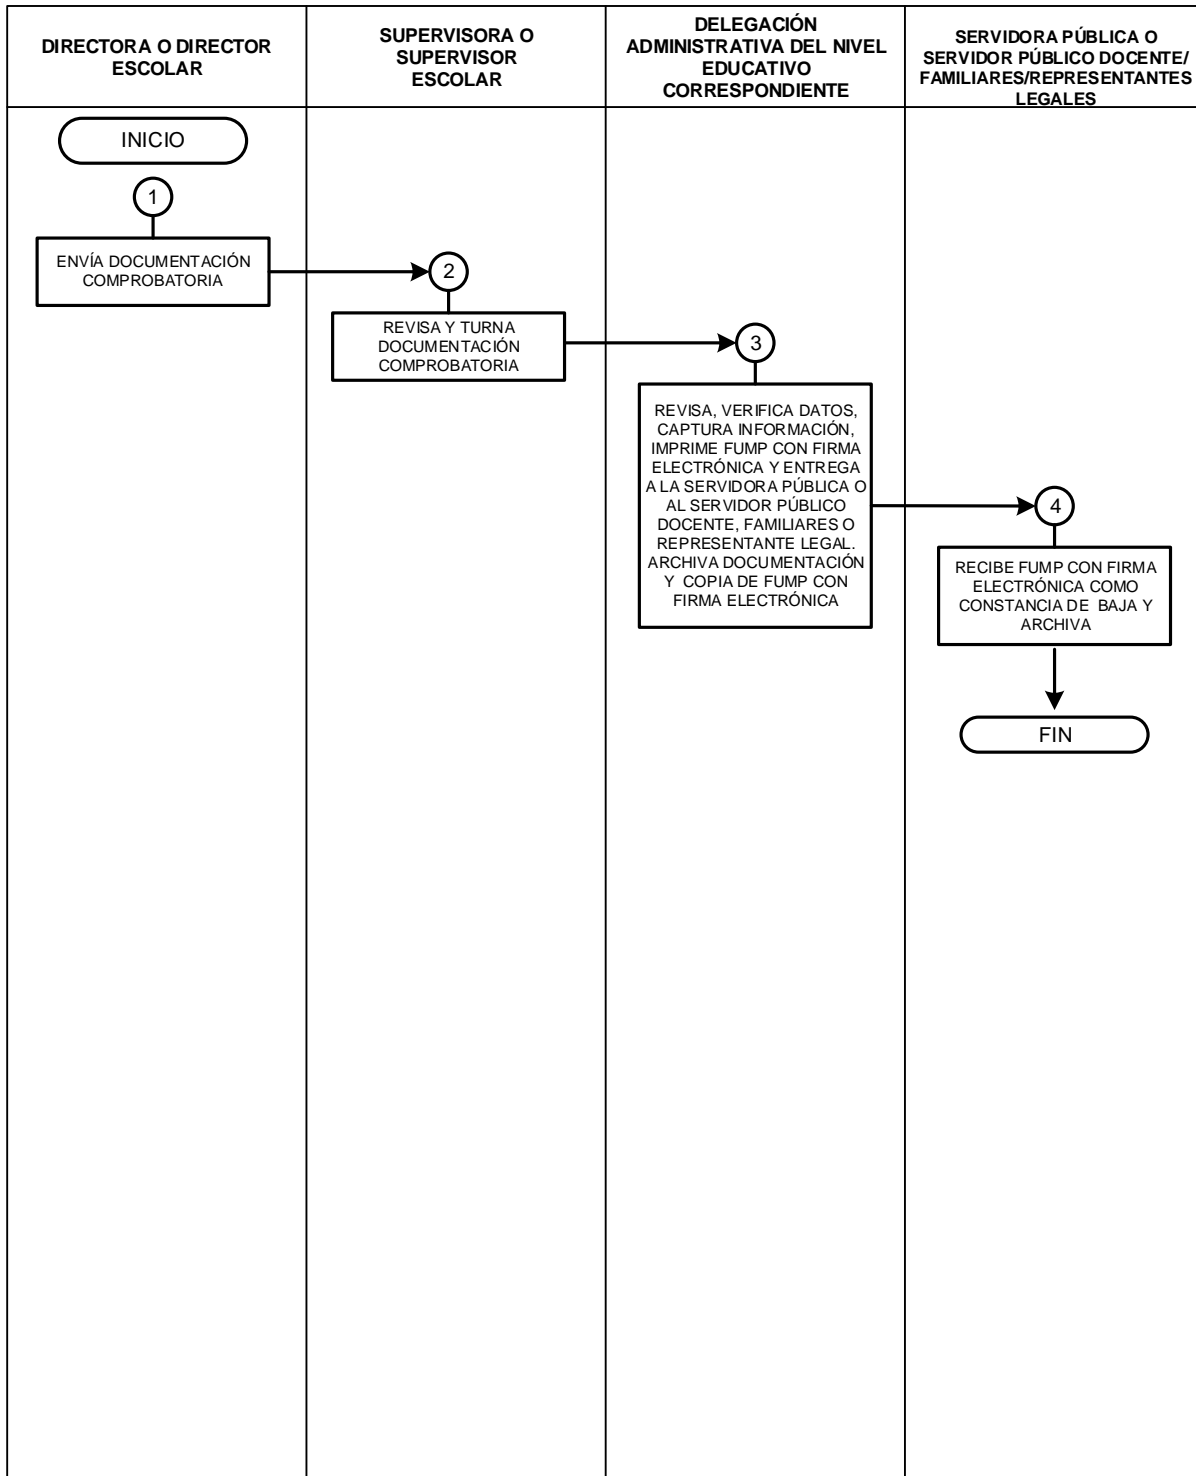 DIRECTORA O DIRECTOR
ESCOLAR
SUPERVISORA O
SUPERVISOR
ESCOLAR
DELEGACIÓN
ADMINISTRATIVA DEL NIVEL
EDUCATIVO
CORRESPONDIENTE
SERVIDORA PÚBLICA O
SERVIDOR PÚBLICO DOCENTE/
FAMILIARES/REPRESENTANTES
LEGALES
INICIO
1
ENVÍA DOCUMENTACIÓN
COMPROBATORIA
2
REVISA Y TURNA
DOCUMENTACIÓN
COMPROBATORIA
3
REVISA, VERIFICA DATOS,
CAPTURA INFORMACIÓN,
IMPRIME FUMP CON FIRMA
ELECTRÓNICA Y ENTREGA
A LA SERVIDORA PÚBLICA O
AL SERVIDOR PÚBLICO
DOCENTE, FAMILIARES O
REPRESENTANTE LEGAL.
ARCHIVA DOCUMENTACIÓN
Y COPIA DE FUMP CON
FIRMA ELECTRÓNICA
4
RECIBE FUMP CON FIRMA
ELECTRÓNICA COMO
CONSTANCIA DE BAJA Y
ARCHIVA
FIN